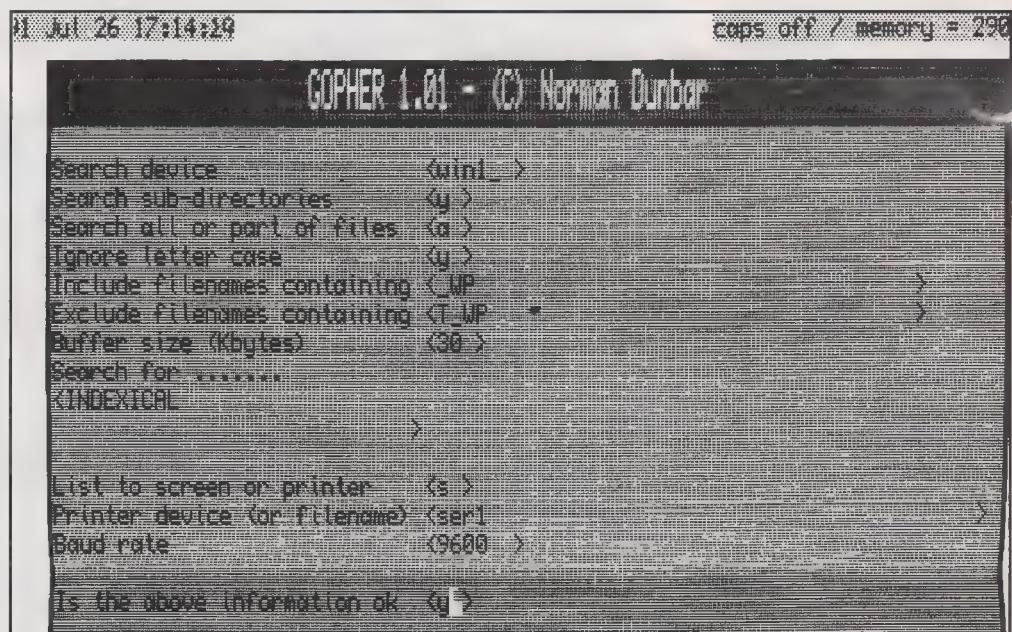 1 Jul 26 17:14:19 caps off / memory = 290
GOPHER 1.01 - (C) Norman Dunbar
Search device <win1_ >
Search sub-directories <y >
Search all or part of files <a >
Ignore letter case <y >
Include filenames containing <_WP >
Exclude filenames containing <T_WP >
Buffer size (Kbytes) <30 >
Search for .......
<INDEXICAL
>
List to screen or printer <s >
Printer device (or filename) <ser1 >
Baud rate <9600 >
Is the above information ok <y >